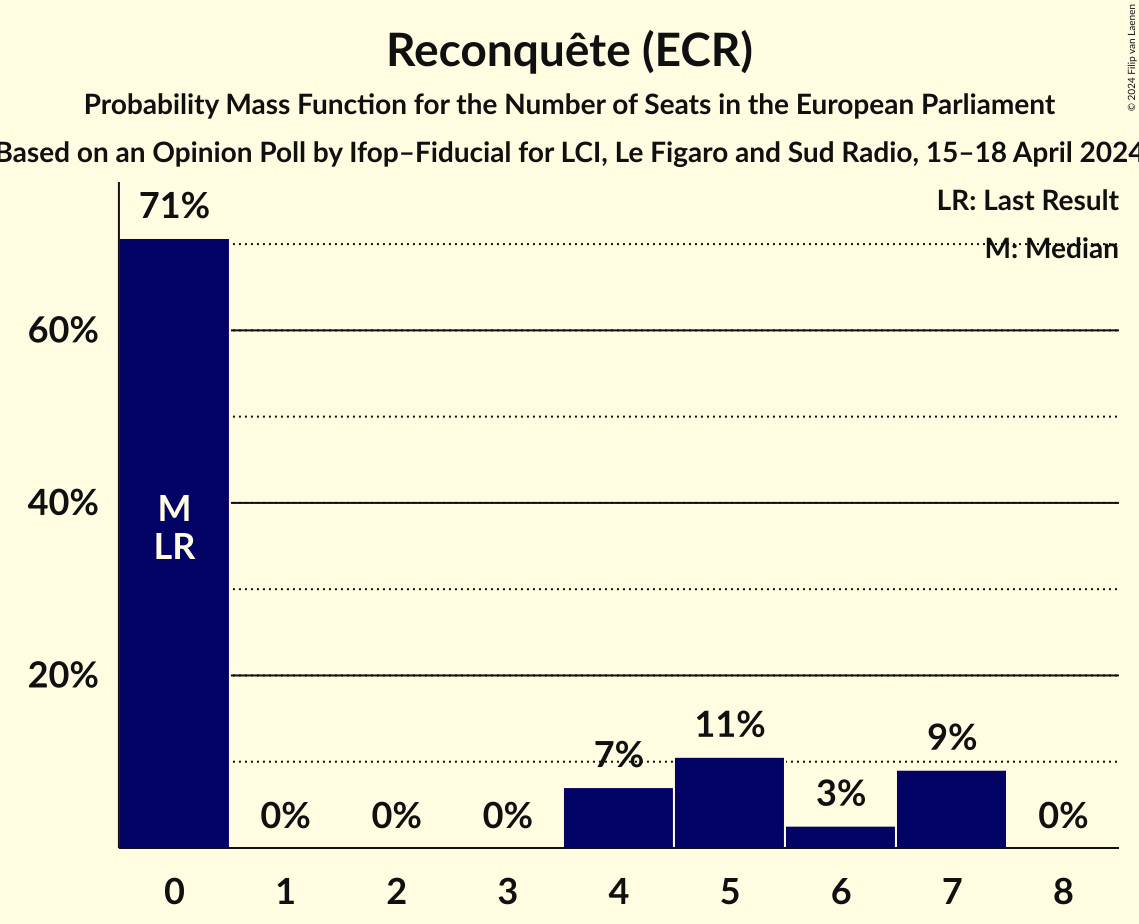 Reconquête (ECR)
Probability Mass Function for the Number of Seats in the European Parliament
Based on an Opinion Poll by Ifop–Fiducial for LCI, Le Figaro and Sud Radio, 15–18 April 2024
© 2024 Filip van Laenen
LR: Last Result
M: Median
71%
60%
40%
20%
M
LR
0%
0%
0%
7%
11%
3%
9%
0%
0 1 2 3 4 5 6 7 8